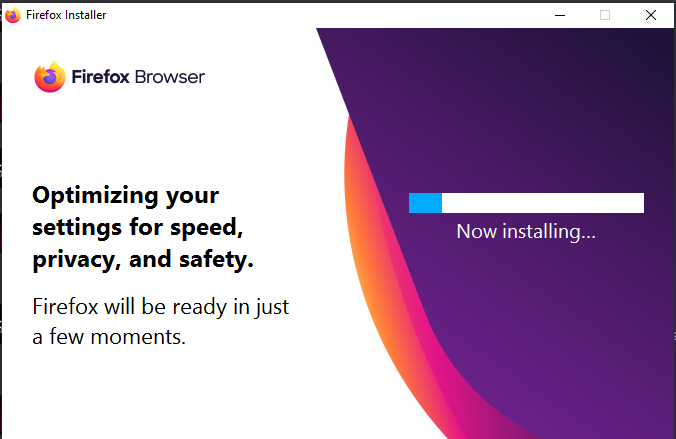 Firefox Installer
Firefox Browser
Optimizing your
settings for speed,
privacy, and safety.
Firefox will be ready in just
a few moments.
Now installing...